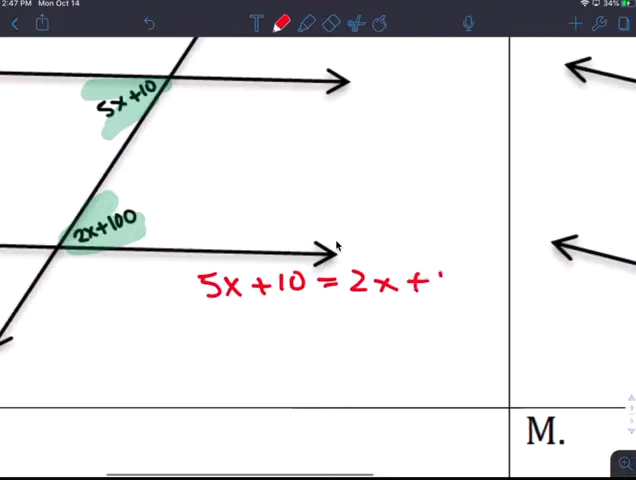 2:47 PM Mon Oct 14
34%
5x+10
2x+100
5x+10=2x+
M.